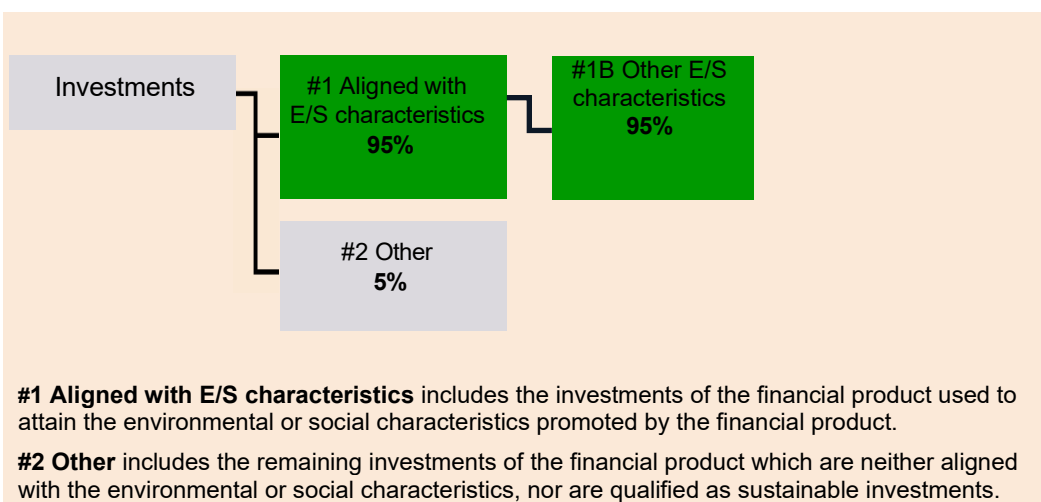 Investments
#1 Aligned with
E/S characteristics
95%
#1B Other E/S
characteristics
95%
#2 Other
5%
#1 Aligned with E/S characteristics includes the investments of the financial product used to
attain the environmental or social characteristics promoted by the financial product.
#2 Other includes the remaining investments of the financial product which are neither aligned
with the environmental or social characteristics, nor are qualified as sustainable investments.